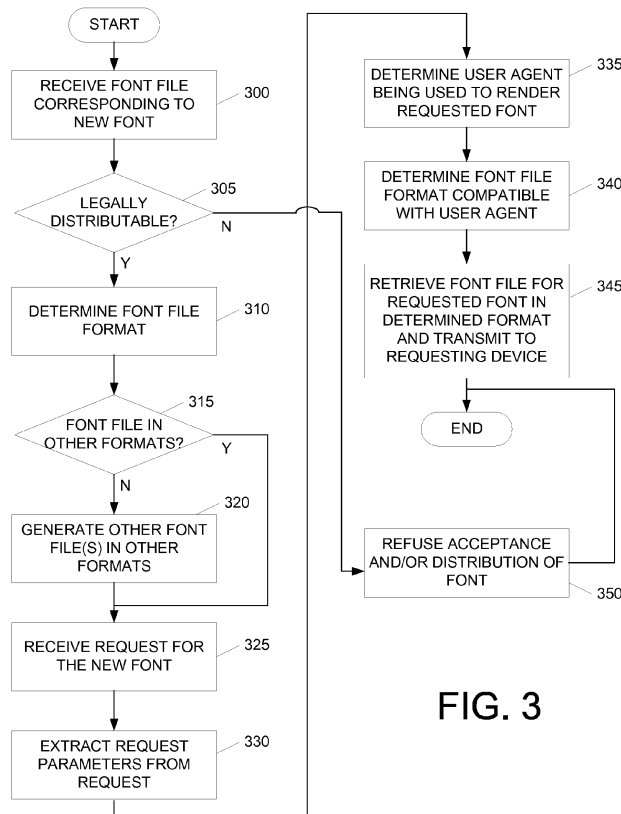 START
RECEIVE FONT FILE
CORRESPONDING TO
NEW FONT
300
LEGALLY
DISTRIBUTABLE?
305
N
Y
DETERMINE FONT FILE
FORMAT
310
FONT FILE IN
OTHER FORMATS?
315
Y
N
GENERATE OTHER FONT
FILE(S) IN OTHER
FORMATS
320
RECEIVE REQUEST FOR
THE NEW FONT
325
EXTRACT REQUEST
PARAMETERS FROM
REQUEST
330
DETERMINE USER AGENT
BEING USED TO RENDER
REQUESTED FONT
335
DETERMINE FONT FILE
FORMAT COMPATIBLE
WITH USER AGENT
340
RETRIEVE FONT FILE FOR
REQUESTED FONT IN
DETERMINED FORMAT
AND TRANSMIT TO
REQUESTING DEVICE
345
END
REFUSE ACCEPTANCE
AND/OR DISTRIBUTION OF
FONT
350
FIG. 3